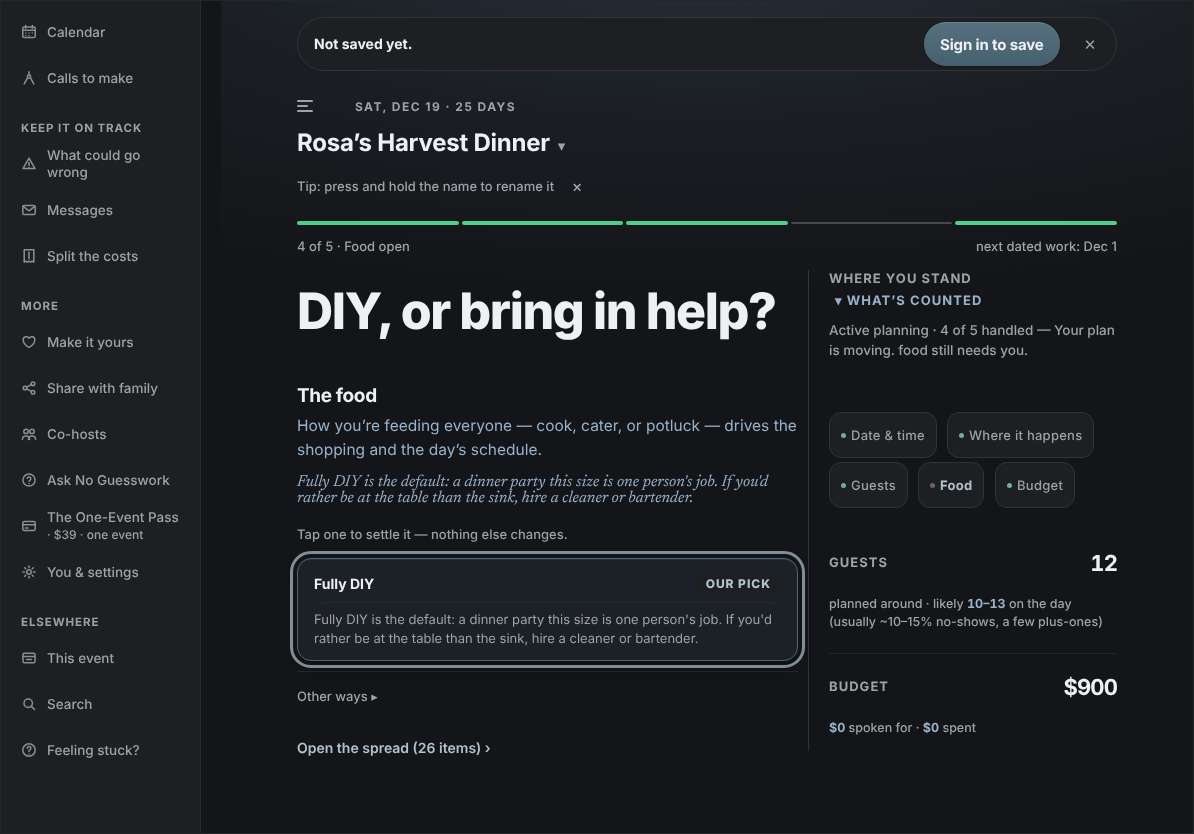 Calendar
Calls to make
KEEP IT ON TRACK
What could go
wrong
Messages
Split the costs
MORE
Make it yours
Share with family
Co-hosts
Ask No Guesswork
The One-Event Pass
· $39 · one event
You & settings
ELSEWHERE
This event
Search
Feeling stuck?
Not saved yet.
Sign in to save ×
SAT, DEC 19 · 25 DAYS
Rosa’s Harvest Dinner ▾
Tip: press and hold the name to rename it ×
4 of 5 · Food open
next dated work: Dec 1
DIY, or bring in help?
The food
How you’re feeding everyone — cook, cater, or potluck — drives the
shopping and the day’s schedule.
Fully DIY is the default: a dinner party this size is one person’s job. If you’d
rather be at the table than the sink, hire a cleaner or bartender.
Tap one to settle it — nothing else changes.
Fully DIY
OUR PICK
Fully DIY is the default: a dinner party this size is one person's job. If you'd
rather be at the table than the sink, hire a cleaner or bartender.
Other ways ▸
Open the spread (26 items) ›
WHERE YOU STAND
▾ WHAT’S COUNTED
Active planning · 4 of 5 handled — Your plan
is moving. food still needs you.
• Date & time
• Where it happens
• Guests
• Food
• Budget
GUESTS
12
planned around · likely 10–13 on the day
(usually ~10–15% no-shows, a few plus-ones)
BUDGET
$900
$0 spoken for · $0 spent